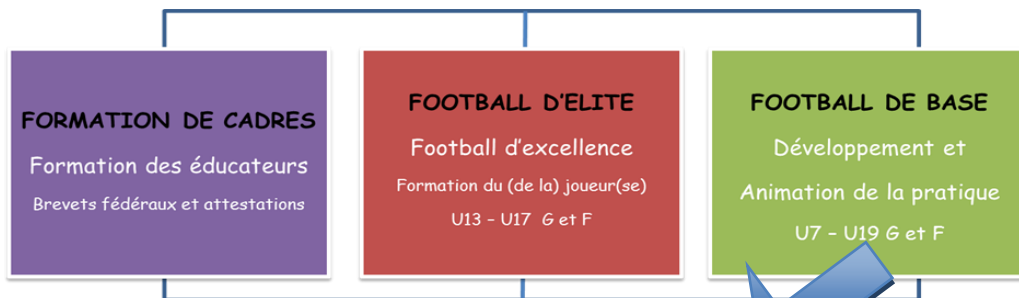 FORMATION DE CADRES
Formation des éducateurs
Brevets fédéraux et attestations
FOOTBALL D'ELITE
Football d'excellence
Formation du (de la) joueur(se)
U13 – U17 G et F
FOOTBALL DE BASE
Développement et
Animation de la pratique
U7 – U19 G et F